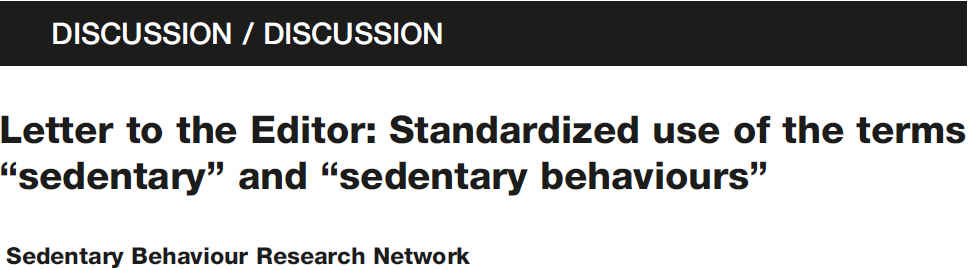 DISCUSSION / DISCUSSION
Letter to the Editor: Standardized use of the terms
“sedentary” and “sedentary behaviours”
Sedentary Behaviour Research Network